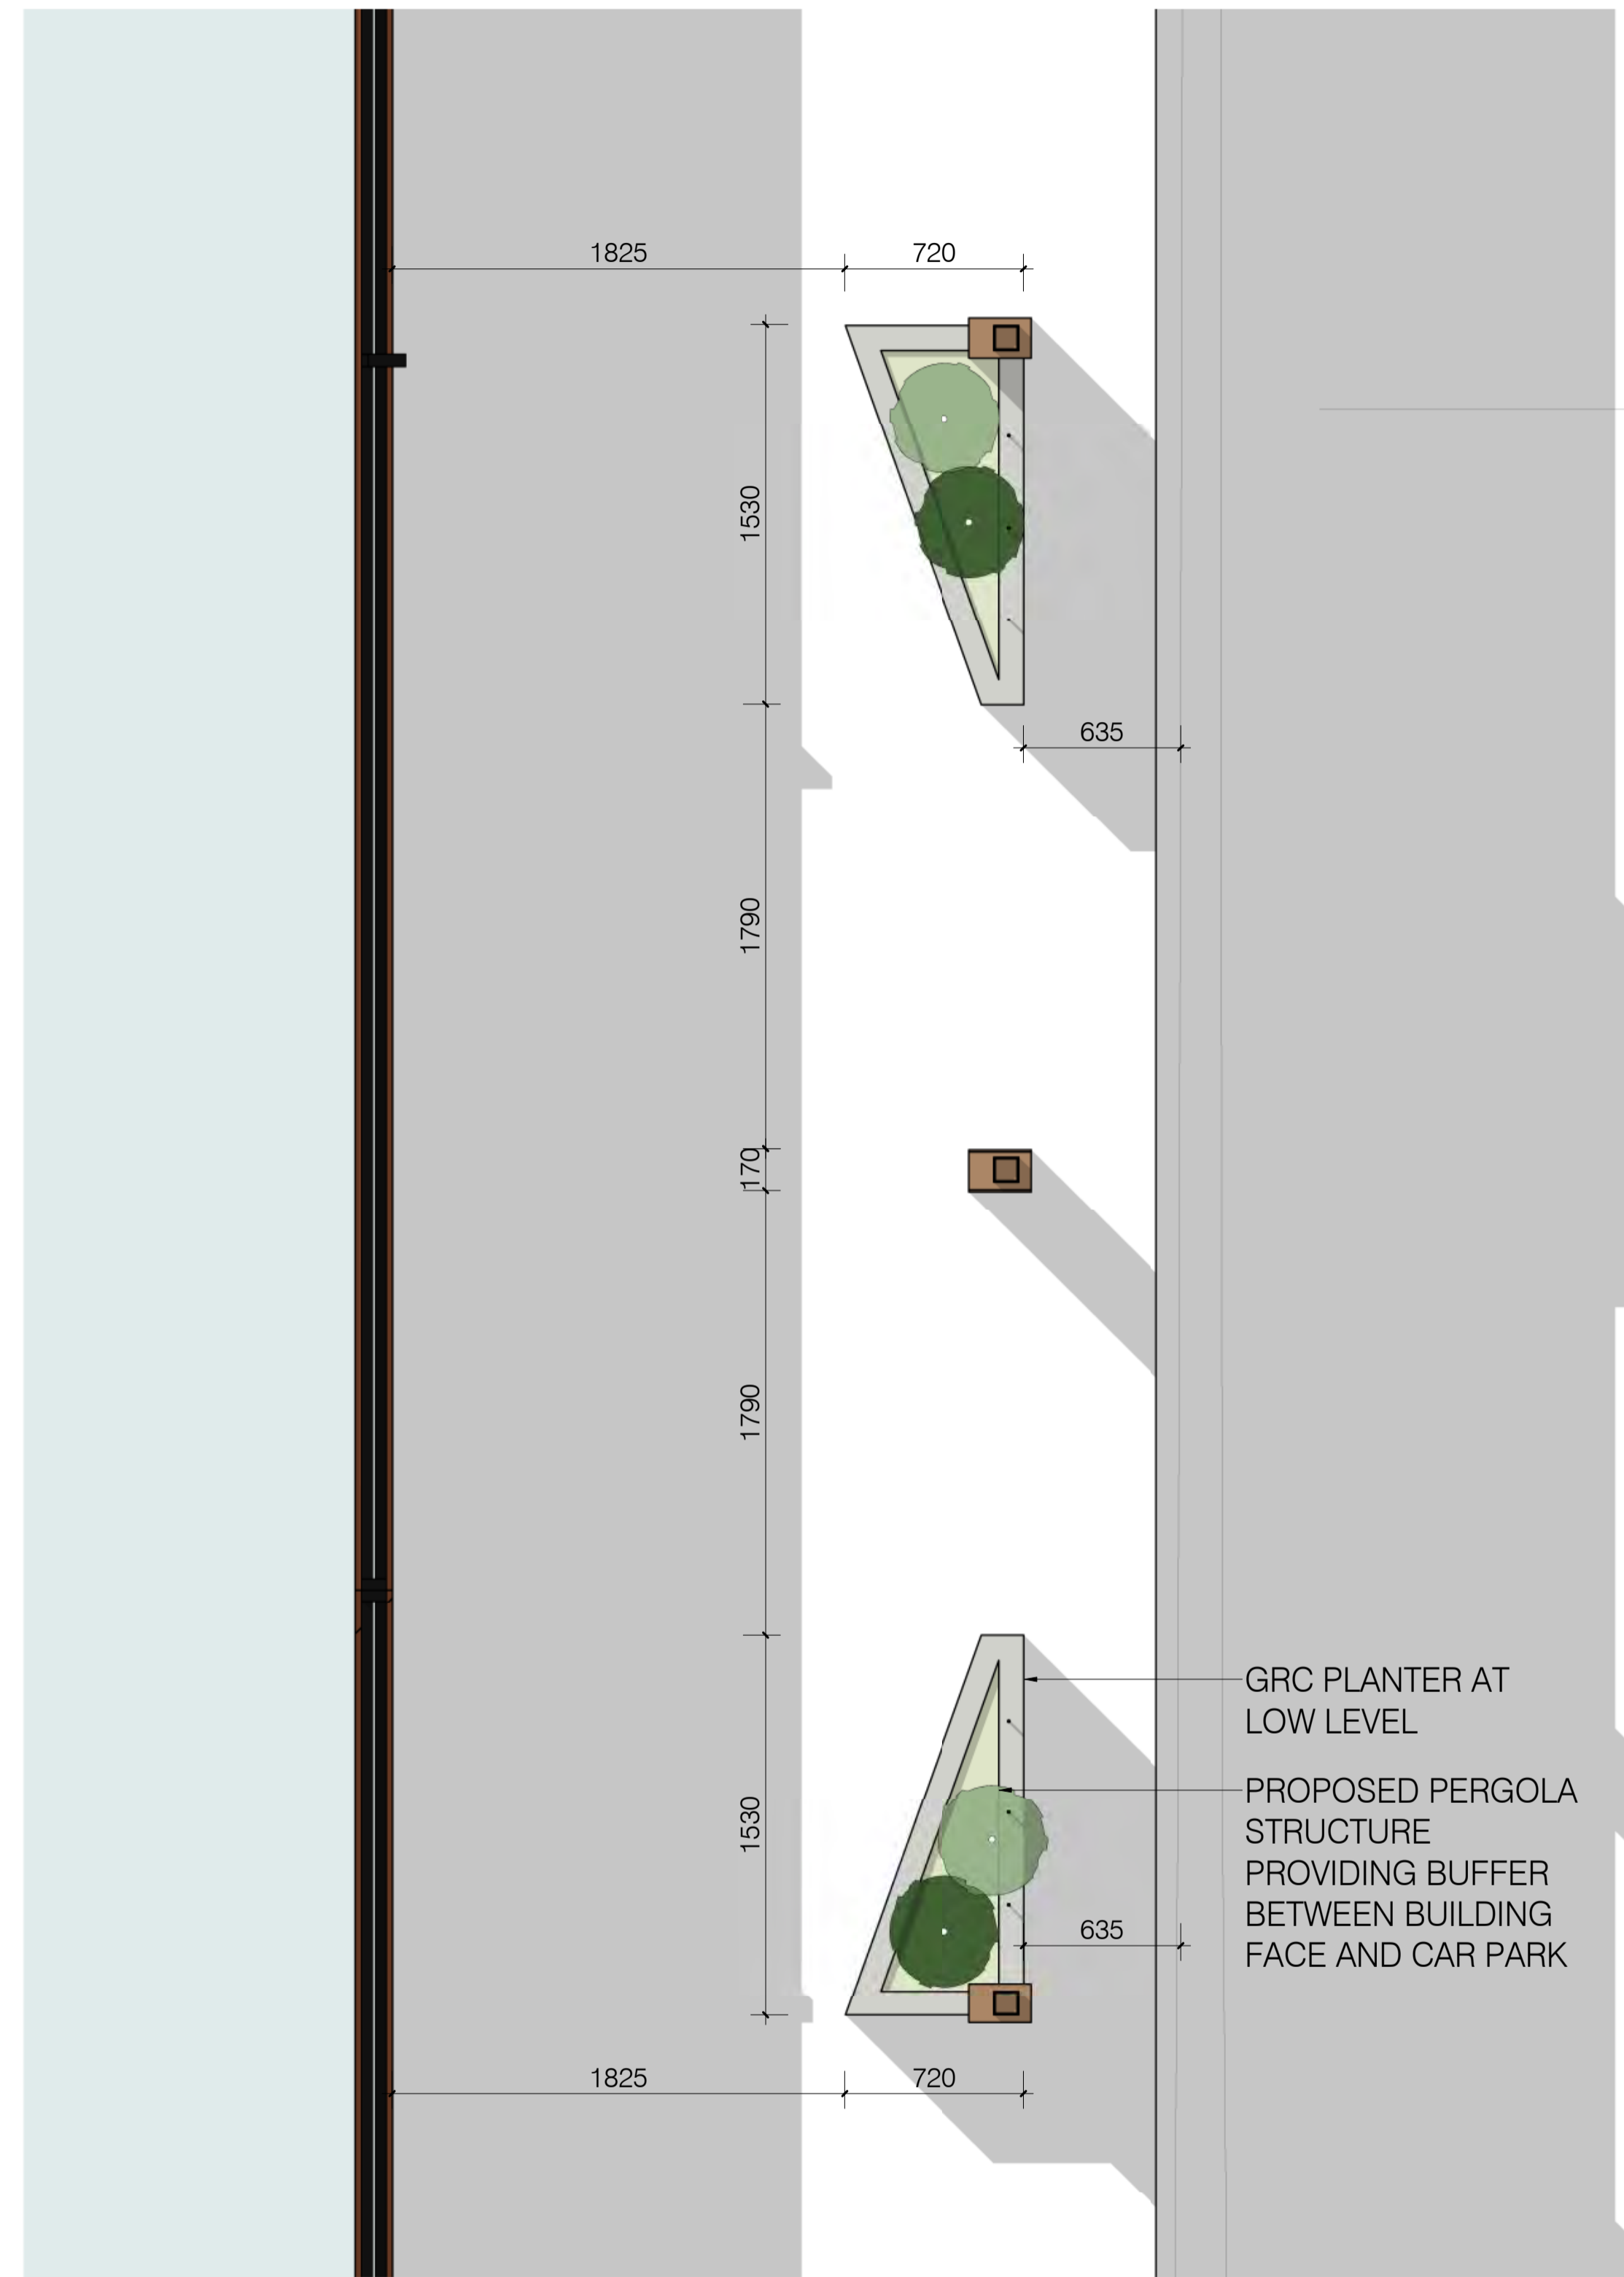 1825
720
1530
635
1790
170
1790
GRC PLANTER AT
LOW LEVEL
PROPOSED PERGOLA
STRUCTURE
PROVIDING BUFFER
BETWEEN BUILDING
FACE AND CAR PARK
1530
635
1825
720